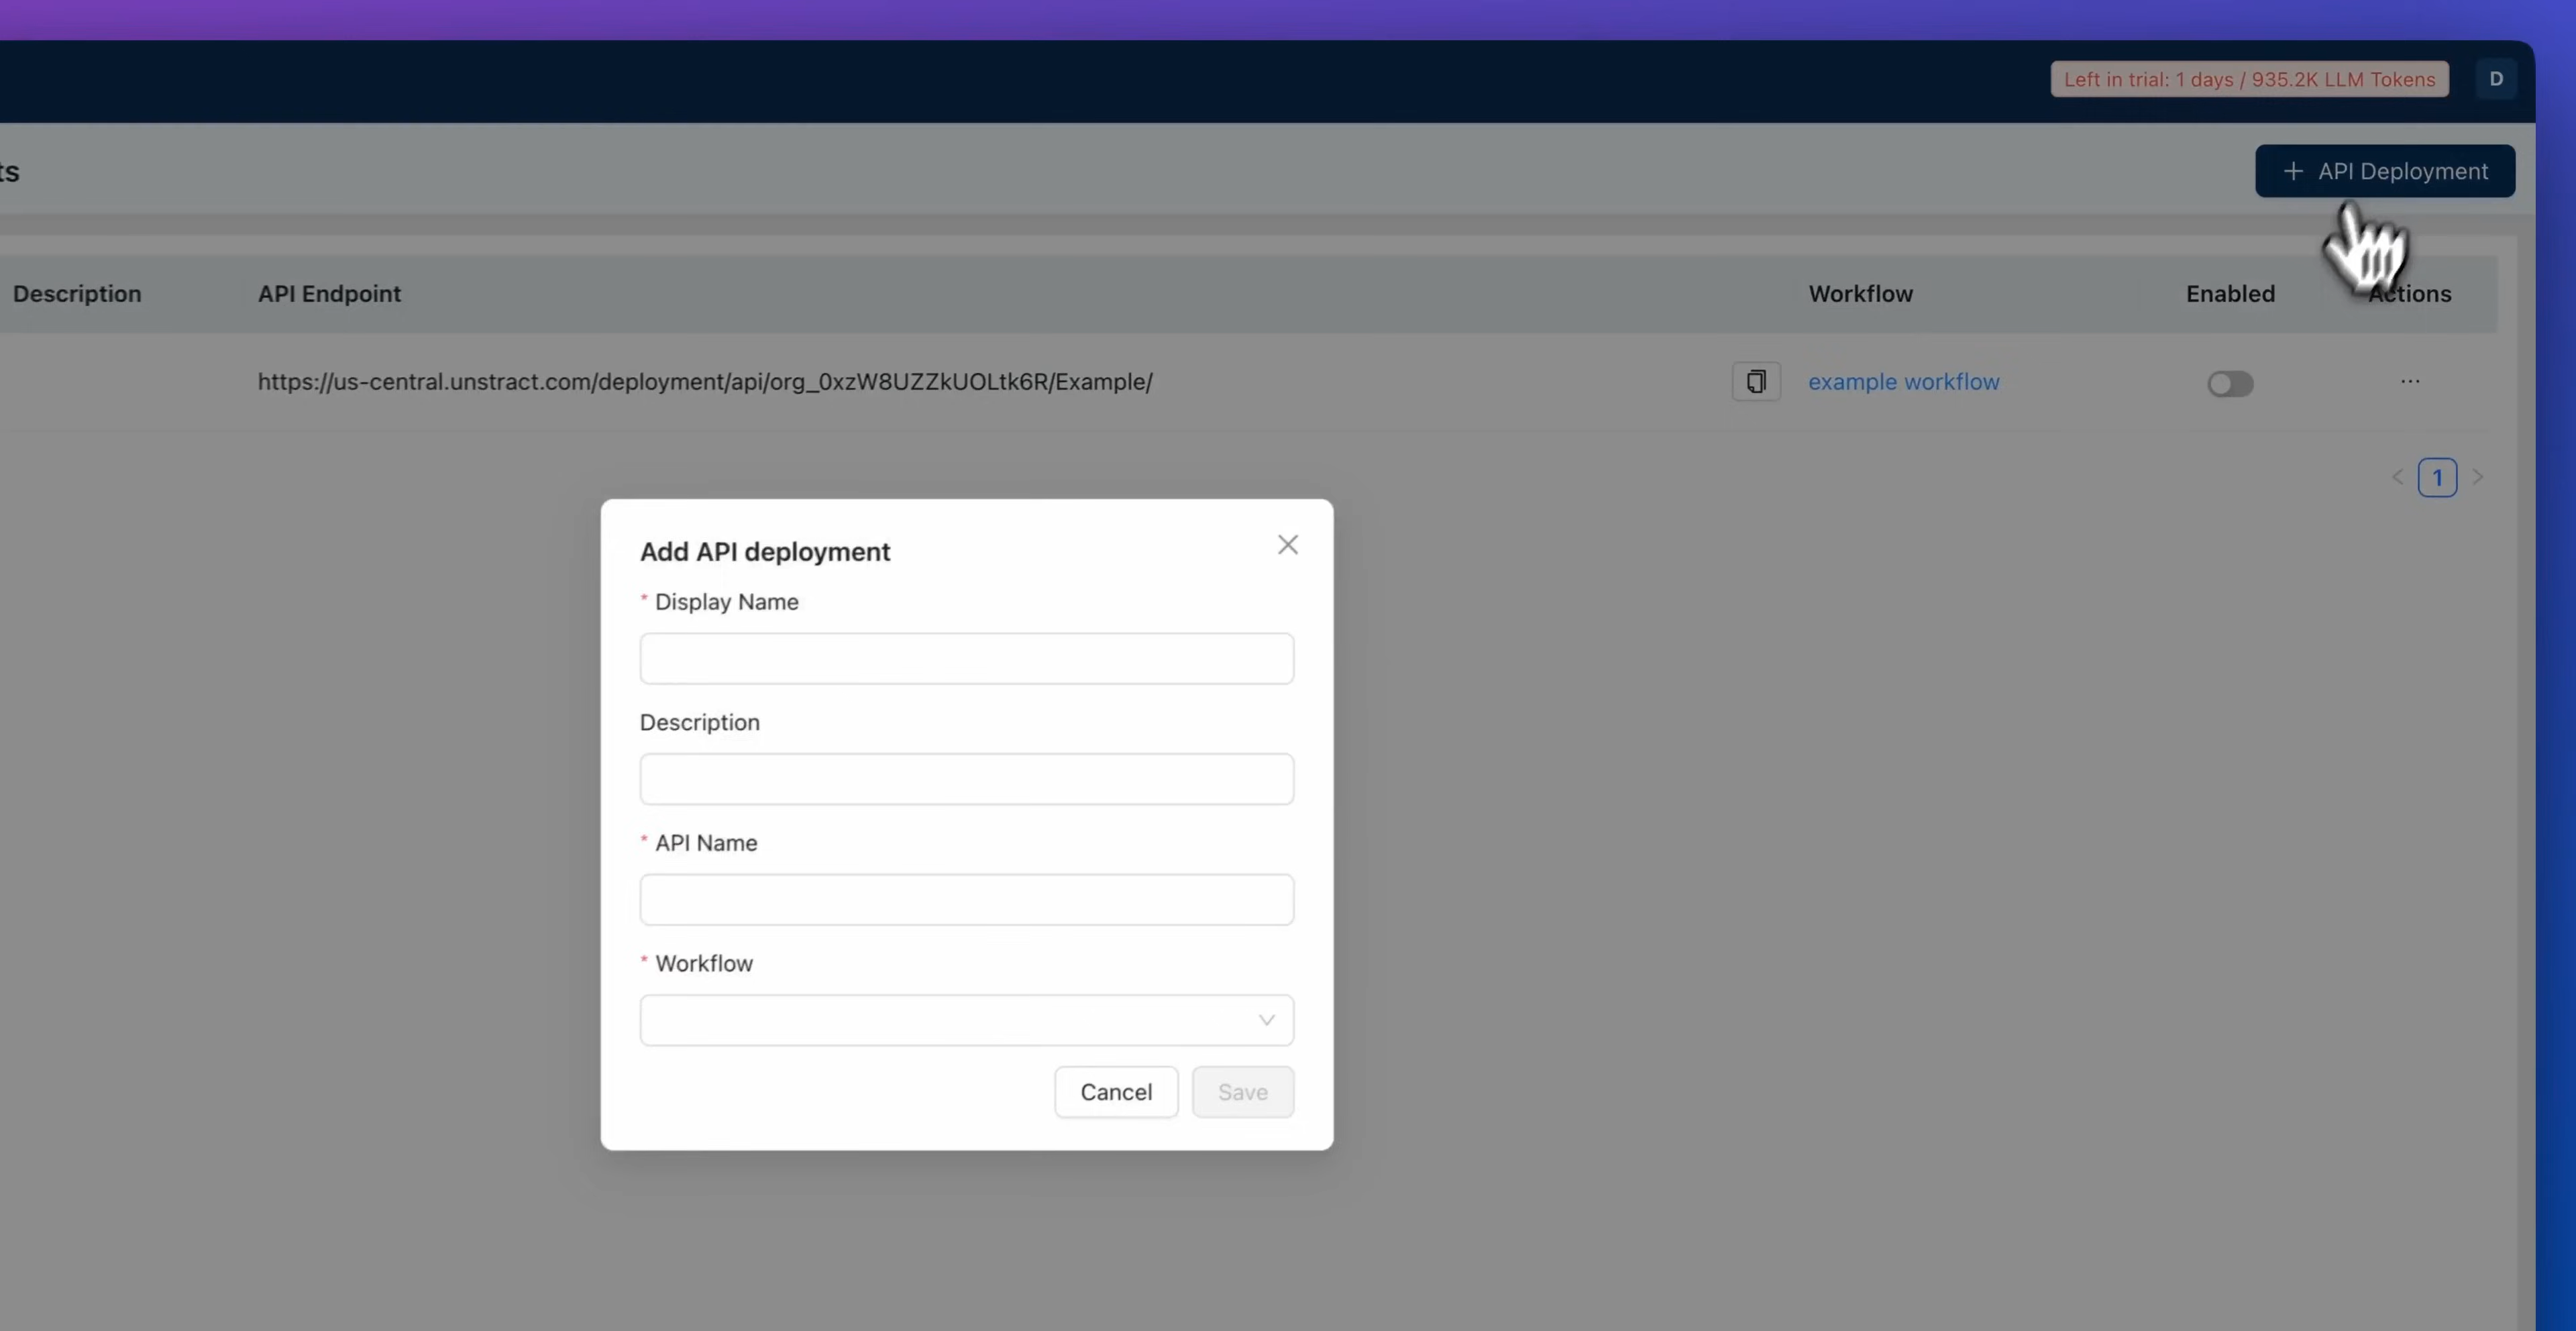 Left in trial: 1 days / 935.2K LLM Tokens
D
ts
+ API Deployment
Description API Endpoint Workflow Enabled Actions
https://us-central.unstract.com/deployment/api/org_0xzW8UZZkUOLtk6R/Example/ example workflow ...
< 1 >
Add API deployment
* Display Name
Description
* API Name
* Workflow
Cancel Save